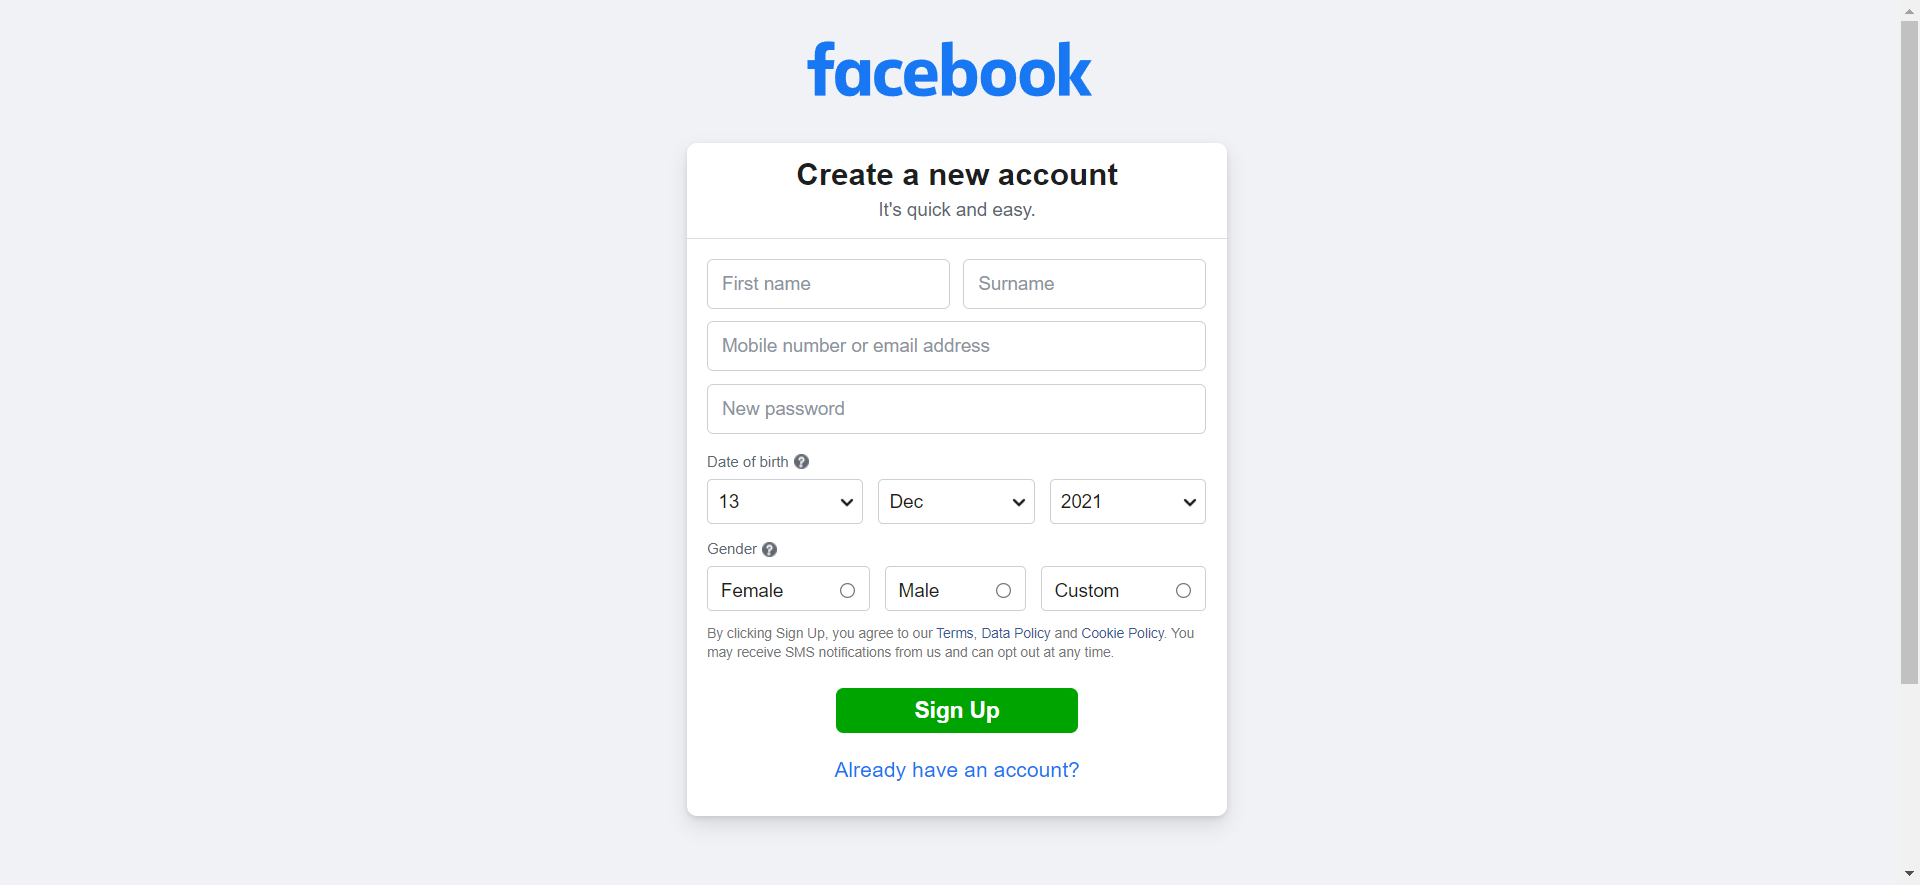 facebook
Create a new account
It's quick and easy.
First name
Surname
Mobile number or email address
New password
Date of birth ?
13
Dec
2021
Gender ?
Female
Male
Custom
By clicking Sign Up, you agree to our Terms, Data Policy and Cookie Policy. You
may receive SMS notifications from us and can opt out at any time.
Sign Up
Already have an account?